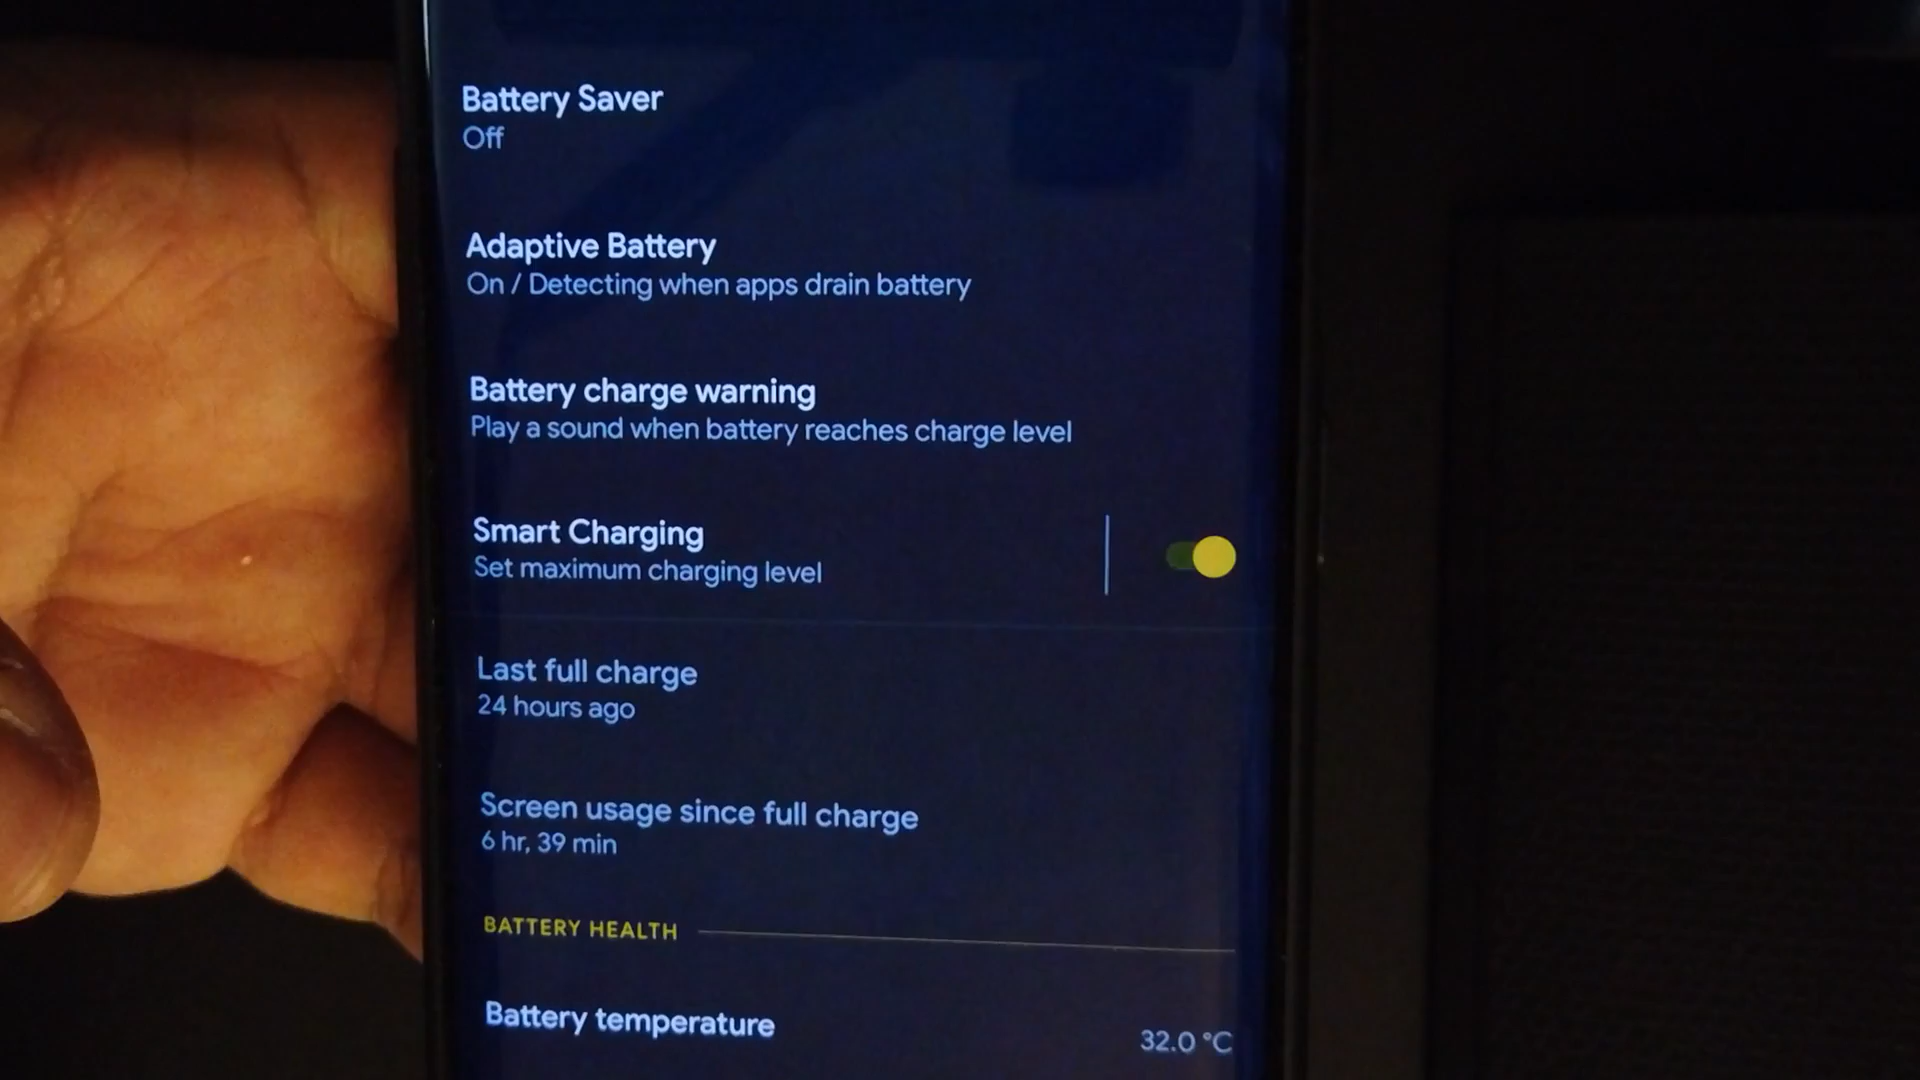 Battery Saver
Off
Adaptive Battery
On / Detecting when apps drain battery
Battery charge warning
Play a sound when battery reaches charge level
Smart Charging
Set maximum charging level
Last full charge
24 hours ago
Screen usage since full charge
6 hr, 39 min
BATTERY HEALTH
Battery temperature
32.0 °C